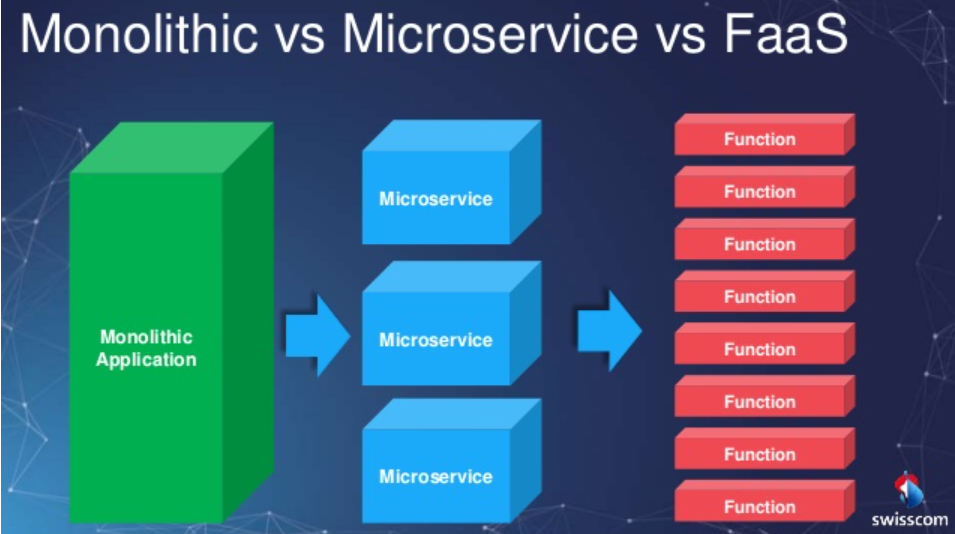 Monolithic vs Microservice vs FaaS
Monolithic
Application
Microservice
Microservice
Microservice
Function
Function
Function
Function
Function
Function
Function
Function
swisscom